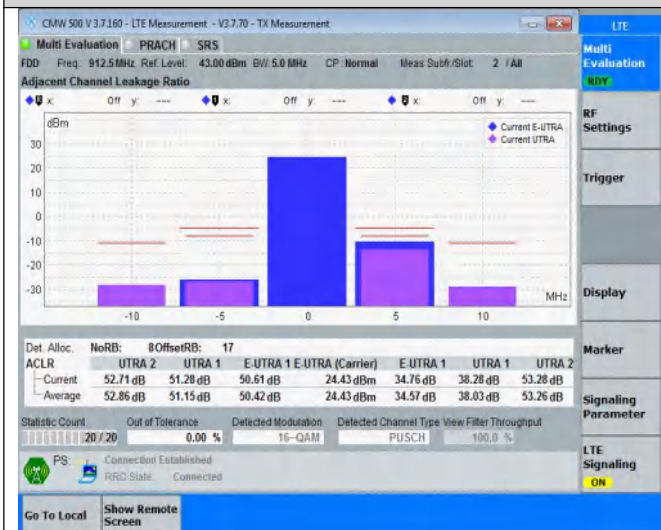 CMW 500 V 3.7.160 - LTE Measurement - V3.7.70 - TX Measurement
LTE
Multi Evaluation PRACH SRS
FDD Freq: 912.5 MHz Ref. Level: 43.00 dBm BW: 5.0 MHz CP: Normal Meas Subfr./Slot: 2 / All
Adjacent Channel Leakage Ratio
x: Off y: --- x: Off y: --- x: Off y: ---
dBm
Current E-UTRA
Current UTRA
30
20
10
0
-10
-20
-30
MHz
-10 -5 0 5 10
Det. Alloc. NoRB: 8 OffsetRB: 17
ACLR UTRA 2 UTRA 1 E-UTRA 1 E-UTRA (Carrier) E-UTRA 1 UTRA 1 UTRA 2
Current 52.71 dB 51.28 dB 50.61 dB 24.43 dBm 34.76 dB 38.28 dB 53.28 dB
Average 52.86 dB 51.15 dB 50.42 dB 24.43 dBm 34.57 dB 38.03 dB 53.26 dB
Statistic Count Out of Tolerance Detected Modulation Detected Channel Type View Filter Throughput
20 / 20 0.00 % 16-QAM PUSCH 100.0 %
PS: Connection Established
RRC State Connected
Multi
Evaluation
RDY
RF
Settings
Trigger
Display
Marker
Signaling
Parameter
LTE
Signaling
ON
Go To Local
Show Remote
Screen